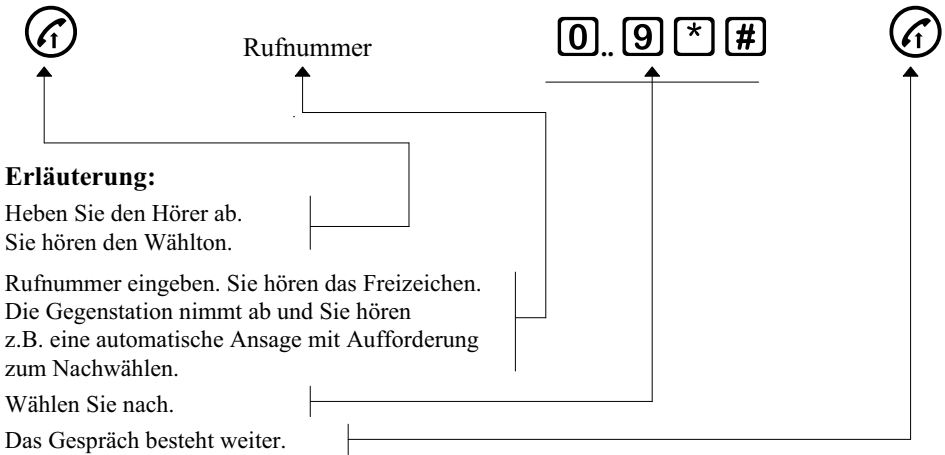 Rufnummer 0..9*#
Erläuterung:
Heben Sie den Hörer ab.
Sie hören den Wählton.
Rufnummer eingeben. Sie hören das Freizeichen.
Die Gegenstation nimmt ab und Sie hören
z.B. eine automatische Ansage mit Aufforderung
zum Nachwählen.
Wählen Sie nach.
Das Gespräch besteht weiter.